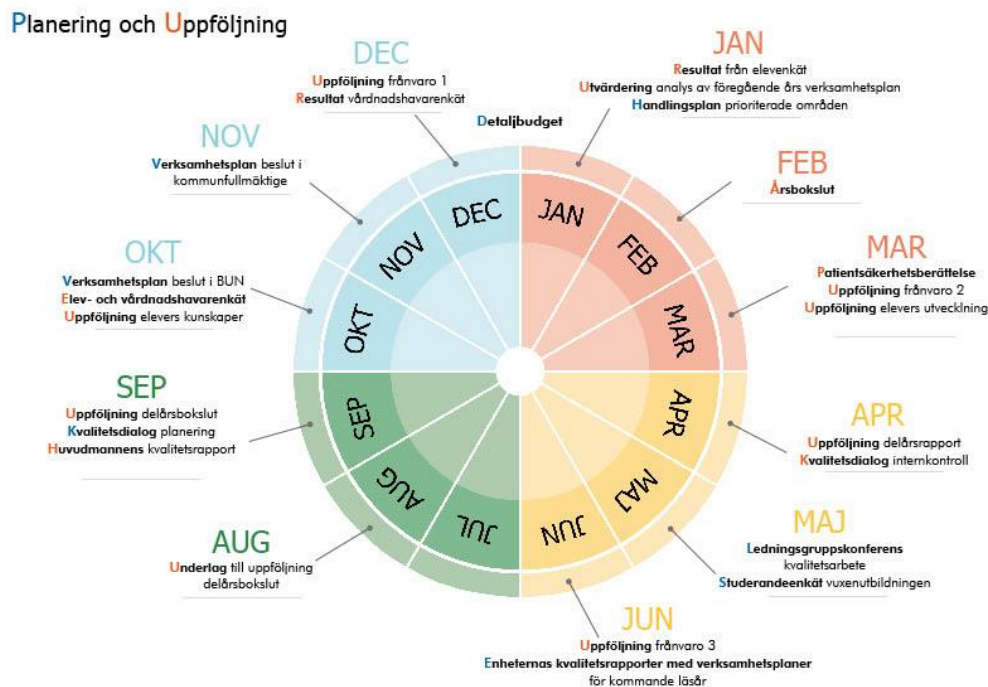 Planering och Uppföljning
DEC
Uppföljning frånvaro 1
Resultat vårdnadshavarenkät
Detaljbudget
JAN
Resultat från elevenkät
Utvärdering analys av föregående års verksamhetsplan
Handlingsplan prioriterade områden
NOV
Verksamhetsplan beslut i
kommunfullmäktige
FEB
Årsbokslut
OKT
Verksamhetsplan beslut i BUN
Elev- och vårdnadshavarenkät
Uppföljning elevers kunskaper
MAR
Patientsäkerhetsberättelse
Uppföljning frånvaro 2
Uppföljning elevers utveckling
SEP
Uppföljning delårsbokslut
Kvalitetsdialog planering
Huvudmannens kvalitetsrapport
APR
Uppföljning delårsrapport
Kvalitetsdialog internkontroll
AUG
Underlag till uppföljning
delårsbokslut
MAJ
Ledningsgruppskonferens
kvalitetsarbete
Studerandeenkät vuxenutbildningen
JUN
Uppföljning frånvaro 3
Enheternas kvalitetsrapporter med verksamhetsplaner
för kommande läsår
JAN
FEB
MAR
APR
MAJ
JUN
JUL
AUG
SEP
OKT
NOV
DEC